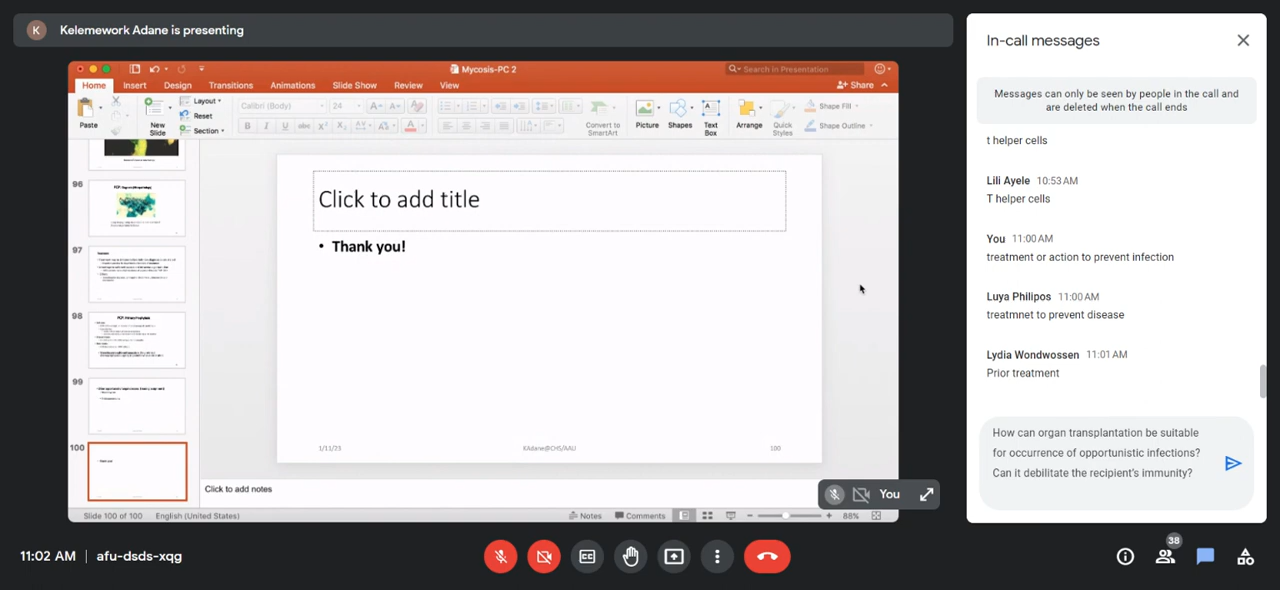 K Kelemework Adane is presenting
Mycosis-PC 2
Search in Presentation
Home Insert Design Transitions Animations Slide Show Review View Share
Paste
New Slide
Layout
Reset
Section
Calibri (Body) 24
Convert to SmartArt
Picture Shapes Text Box Arrange Quick Styles
Shape Fill
Shape Outline
96
97
98
99
100
Click to add title
• Thank you!
1/11/23 KAdane@CHS/AAU 100
Click to add notes
Slide 100 of 100 English (United States) Notes Comments 88%
You
In-call messages
Messages can only be seen by people in the call and
are deleted when the call ends
t helper cells
Lili Ayele 10:53 AM
T helper cells
You 11:00 AM
treatment or action to prevent infection
Luya Philipos 11:00 AM
treatmnet to prevent disease
Lydia Wondwossen 11:01 AM
Prior treatment
How can organ transplantation be suitable
for occurrence of opportunistic infections?
Can it debilitate the recipient's immunity?
11:02 AM | afu-dsds-xqg
38